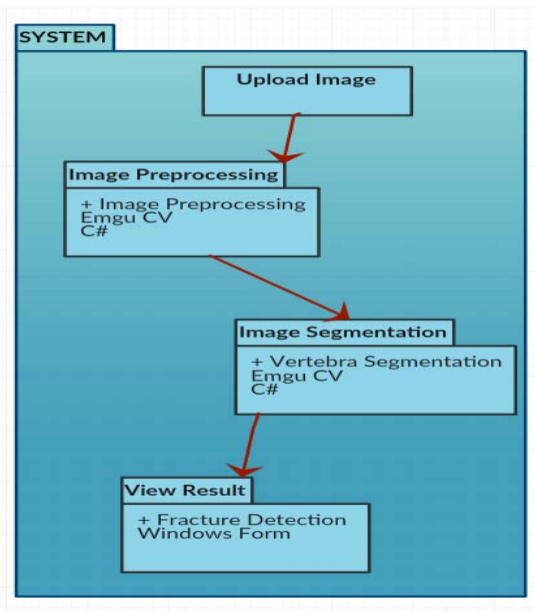 SYSTEM
Upload Image
Image Preprocessing
+ Image Preprocessing
Emgu CV
C#
Image Segmentation
+ Vertebra Segmentation
Emgu CV
C#
View Result
+ Fracture Detection
Windows Form